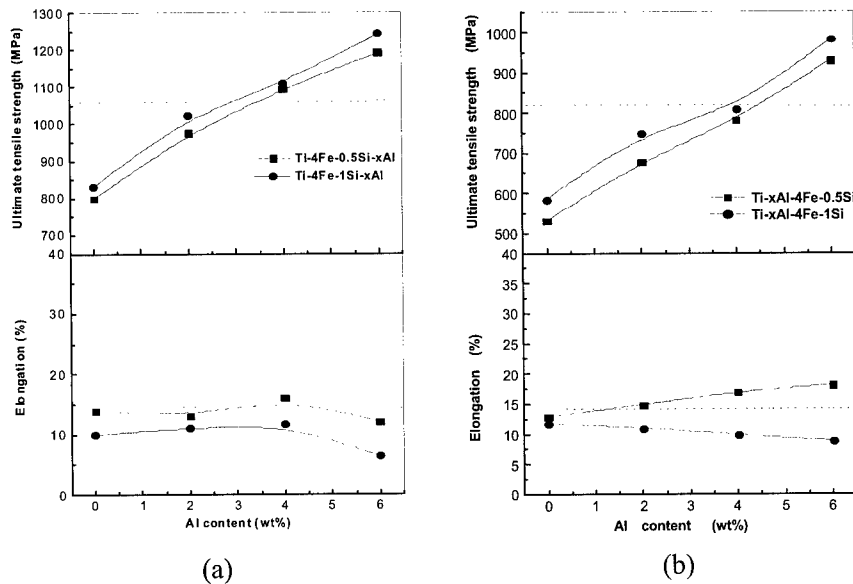 (a)
1300
1200
1100
1000
900
800
700
Ultimate tensile strength (MPa)
Ti-4Fe-0.5Si-xAl
Ti-4Fe-1Si-xAl
40
30
20
10
0
Elongation (%)
0 1 2 3 4 5 6
Al content (wt%)
(a)
(b)
1000
900
800
700
600
500
Ultimate tensile strength (MPa)
Ti-xAl-4Fe-0.5Si
Ti-xAl-4Fe-1Si
40
35
30
25
20
15
10
5
0
Elongation (%)
0 1 2 3 4 5 6
Al content (wt%)
(b)